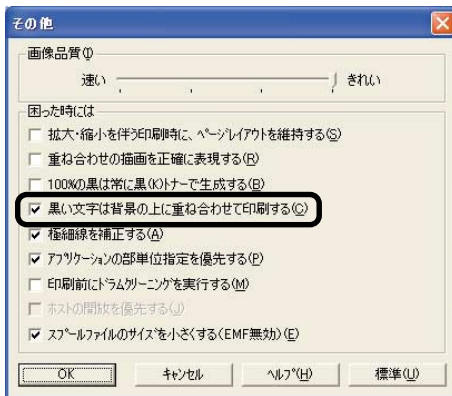 その他
画像品質(I)
速い
きれい
困った時には
拡大・縮小を伴う印刷時に、ページレイアウトを維持する(S)
重ね合わせの描画を正確に表現する(R)
100%の黒は常に黒(K)トナーで生成する(B)
黒い文字は背景の上に重ね合わせて印刷する(C)
極細線を補正する(A)
アプリケーションの部単位指定を優先する(P)
印刷前にドラムクリーニングを実行する(M)
ホストの開放を優先する(J)
スプールファイルのサイズを小さくする(EMF無効)(E)
OK
キャンセル
ヘルプ(H)
標準(U)